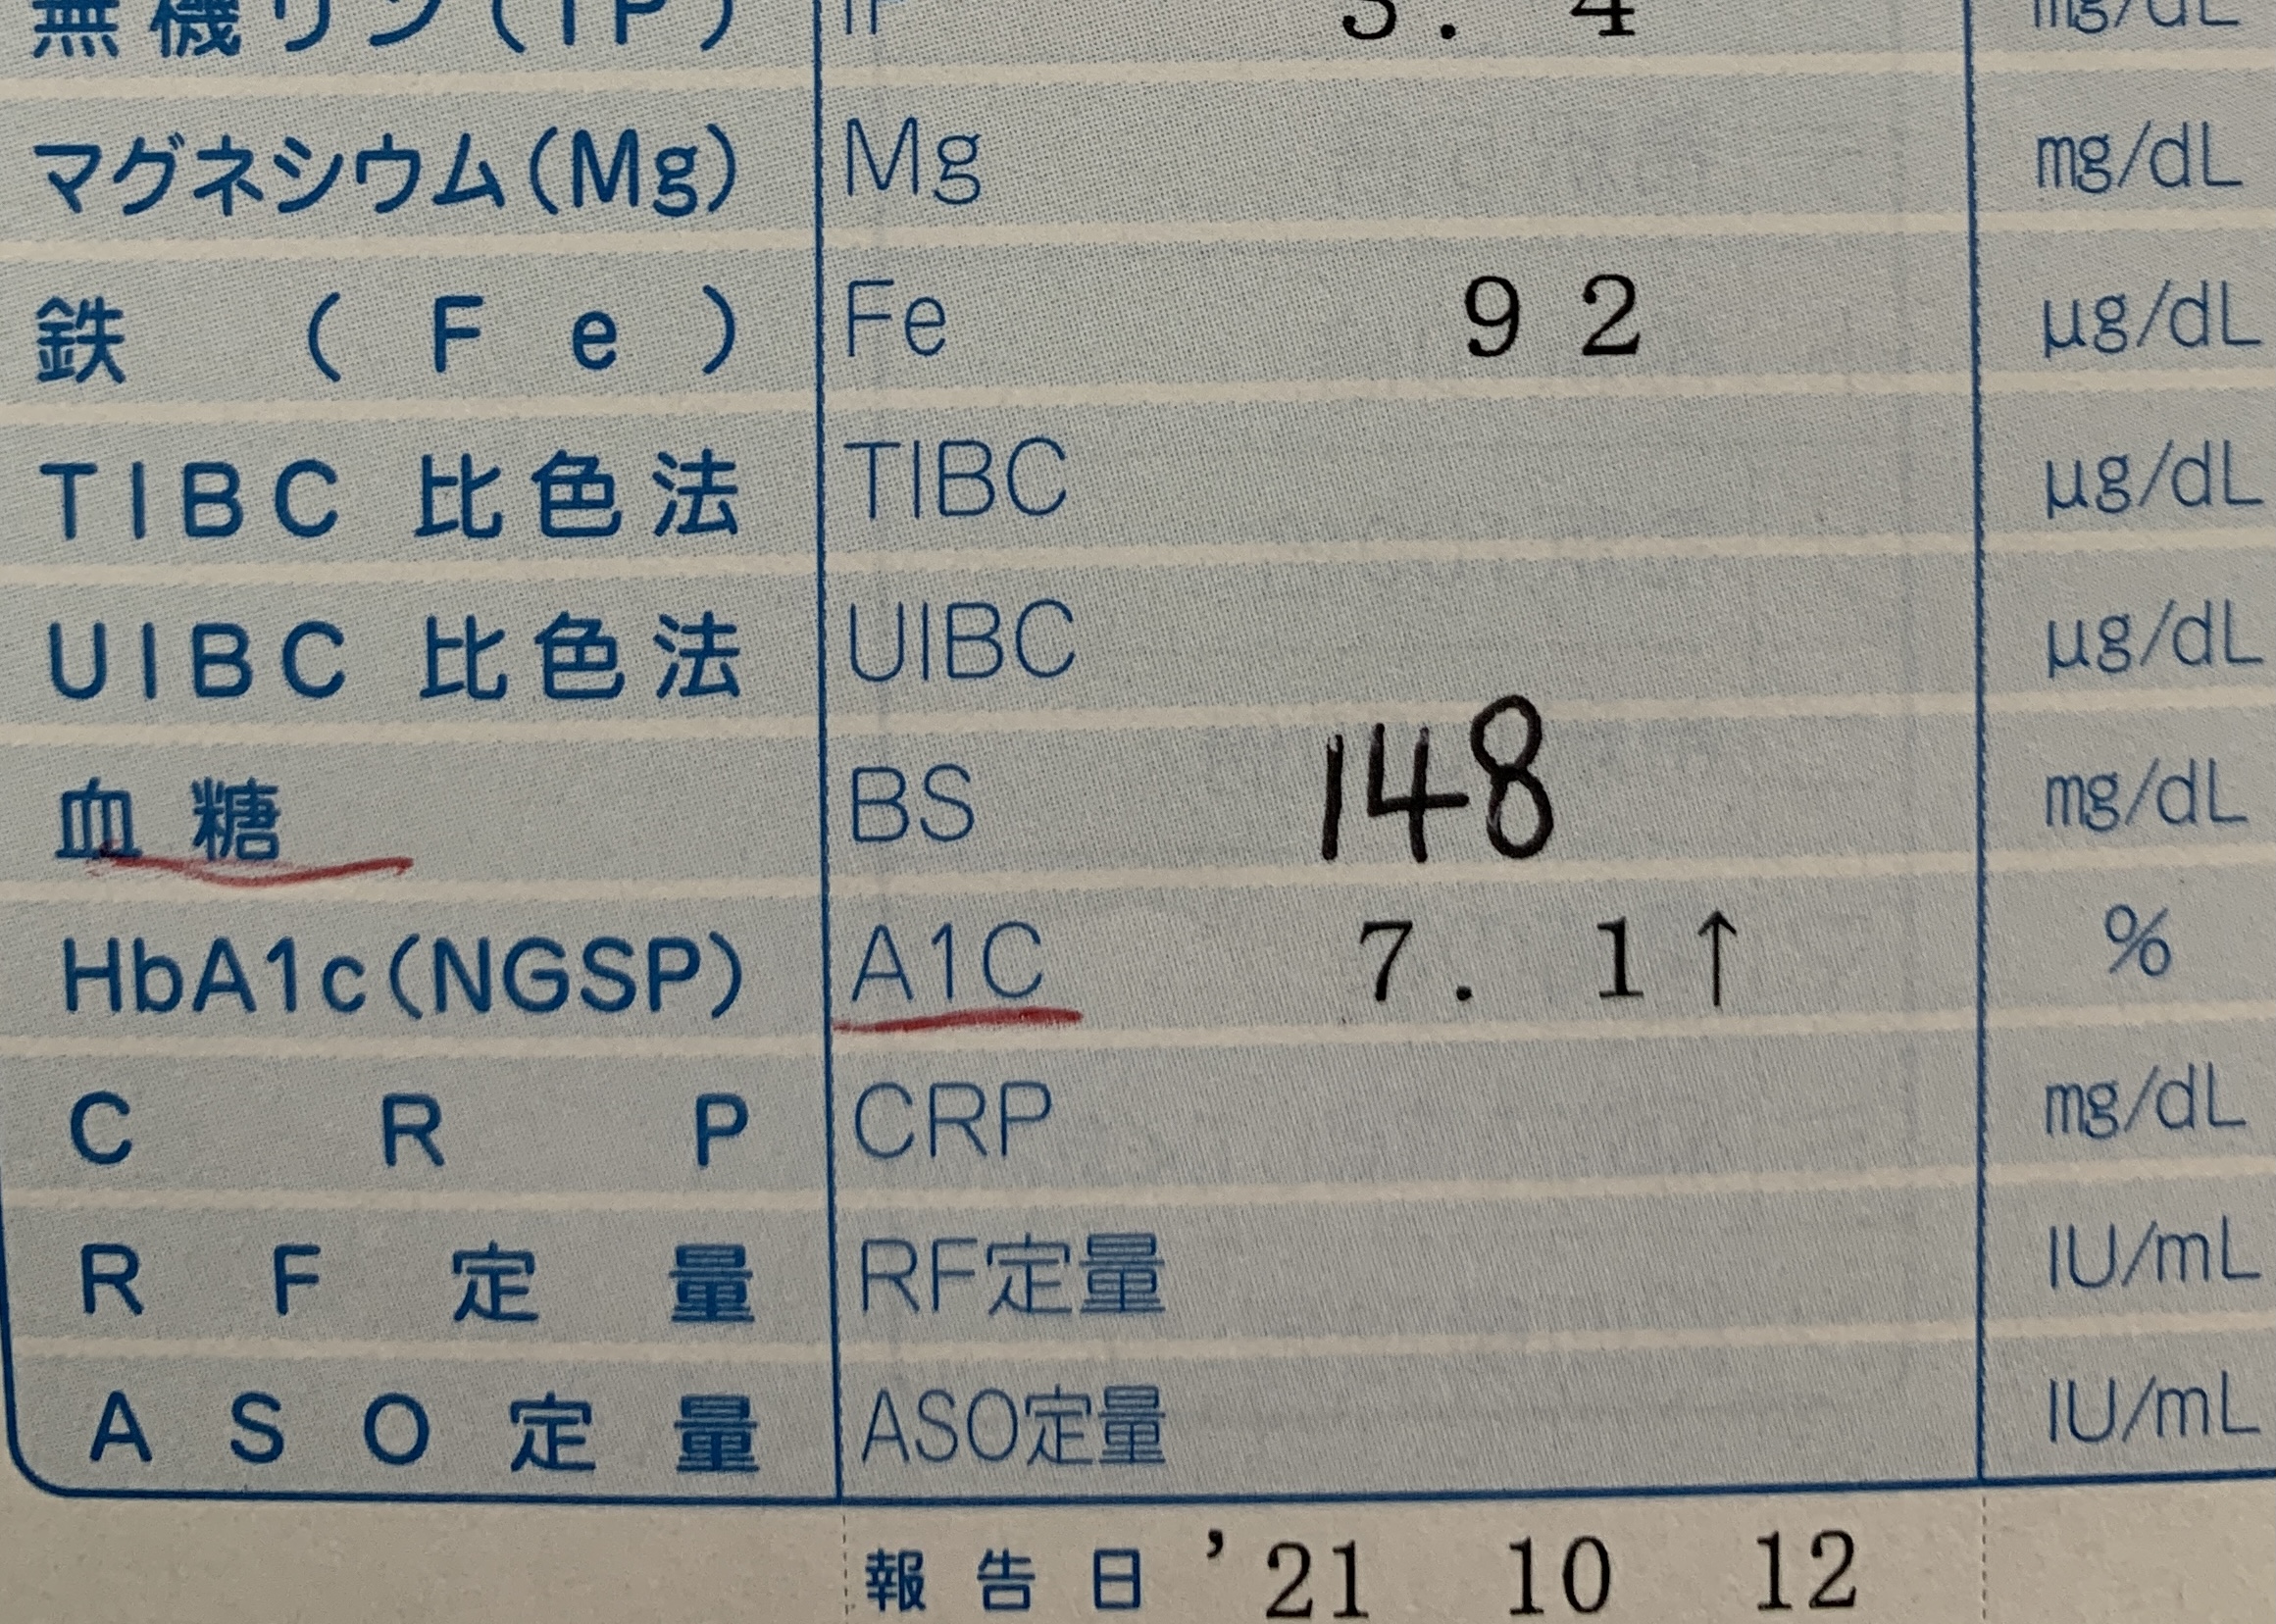 無機リン(IP) IP 3.4 mg/dL
マグネシウム(Mg) Mg mg/dL
鉄(Fe) Fe 92 μg/dL
TIBC 比色法 TIBC μg/dL
UIBC 比色法 UIBC μg/dL
血糖 BS 148 mg/dL
HbA1c(NGSP) A1C 7.1↑ %
CRP CRP mg/dL
RF定量 RF定量 IU/mL
ASO定量 ASO定量 IU/mL
報告日 '21 10 12